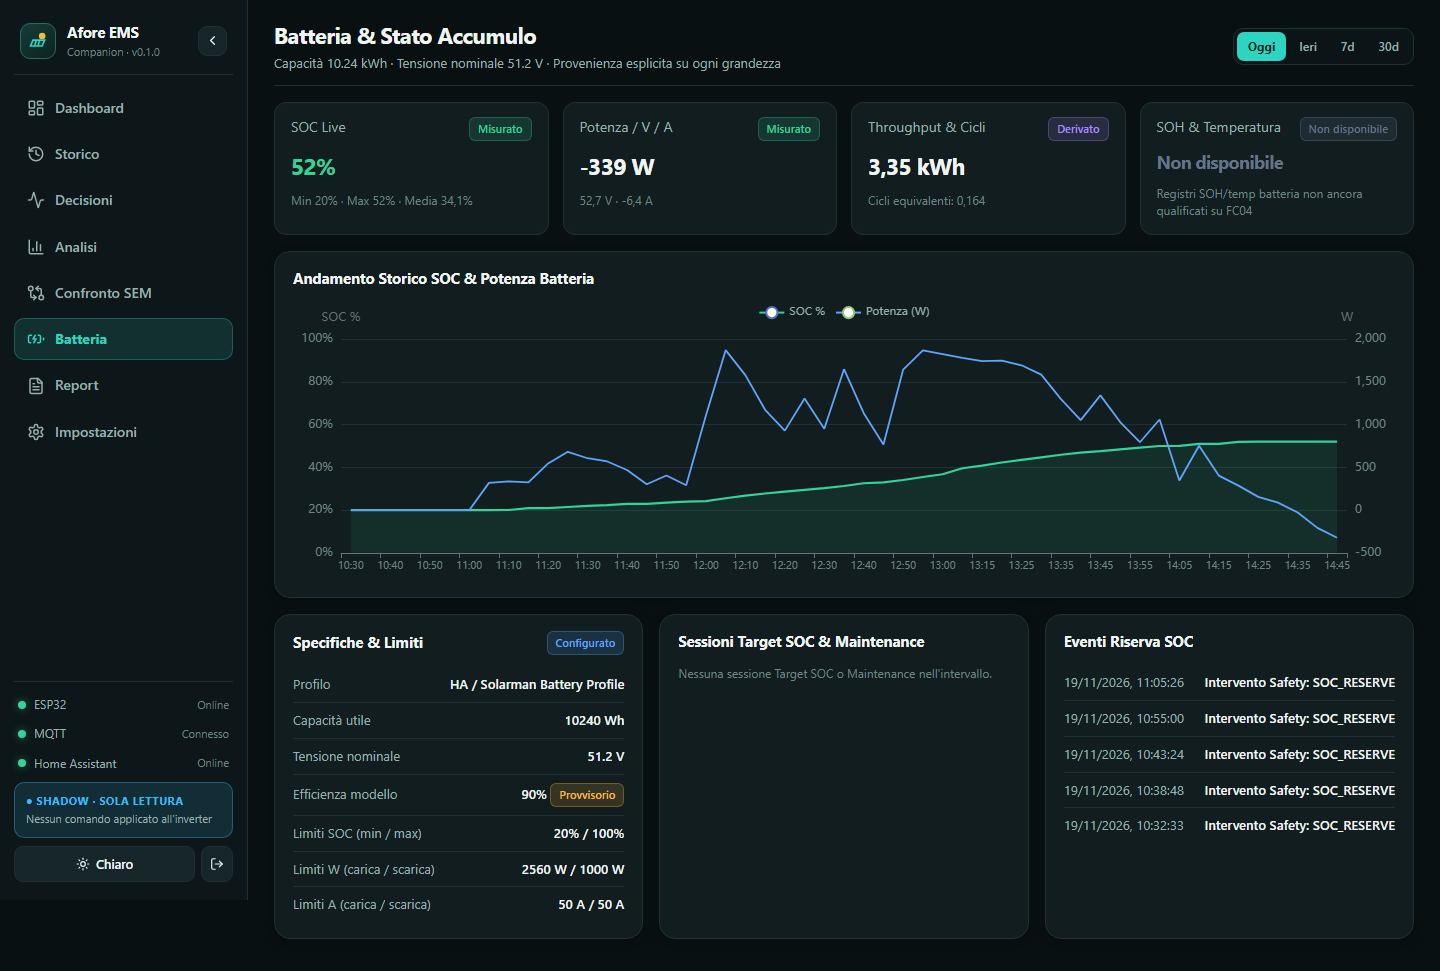 Afore EMS
Companion · v0.1.0
Dashboard
Storico
Decisioni
Analisi
Confronto SEM
Batteria
Report
Impostazioni
ESP32 Online
MQTT Connesso
Home Assistant Online
• SHADOW · SOLA LETTURA
Nessun comando applicato all'inverter
Chiaro
Batteria & Stato Accumulo
Capacità 10.24 kWh · Tensione nominale 51.2 V · Provenienza esplicita su ogni grandezza
Oggi Ieri 7d 30d
SOC Live Misurato
52%
Min 20% · Max 52% · Media 34,1%
Potenza / V / A Misurato
-339 W
52,7 V · -6,4 A
Throughput & Cicli Derivato
3,35 kWh
Cicli equivalenti: 0,164
SOH & Temperatura Non disponibile
Non disponibile
Registri SOH/temp batteria non ancora
qualificati su FC04
Andamento Storico SOC & Potenza Batteria
SOC % Potenza (W)
SOC % W
100% 2,000
80% 1,500
60% 1,000
40% 500
20% 0
0% -500
10:30 10:40 10:50 11:00 11:10 11:20 11:30 11:40 11:50 12:00 12:10 12:20 12:30 12:40 12:50 13:00 13:15 13:25 13:35 13:45 13:55 14:05 14:15 14:25 14:35 14:45
Specifiche & Limiti Configurato
Profilo HA / Solarman Battery Profile
Capacità utile 10240 Wh
Tensione nominale 51.2 V
Efficienza modello 90% Provvisorio
Limiti SOC (min / max) 20% / 100%
Limiti W (carica / scarica) 2560 W / 1000 W
Limiti A (carica / scarica) 50 A / 50 A
Sessioni Target SOC & Maintenance
Nessuna sessione Target SOC o Maintenance nell'intervallo.
Eventi Riserva SOC
19/11/2026, 11:05:26 Intervento Safety: SOC_RESERVE
19/11/2026, 10:55:00 Intervento Safety: SOC_RESERVE
19/11/2026, 10:43:24 Intervento Safety: SOC_RESERVE
19/11/2026, 10:38:48 Intervento Safety: SOC_RESERVE
19/11/2026, 10:32:33 Intervento Safety: SOC_RESERVE